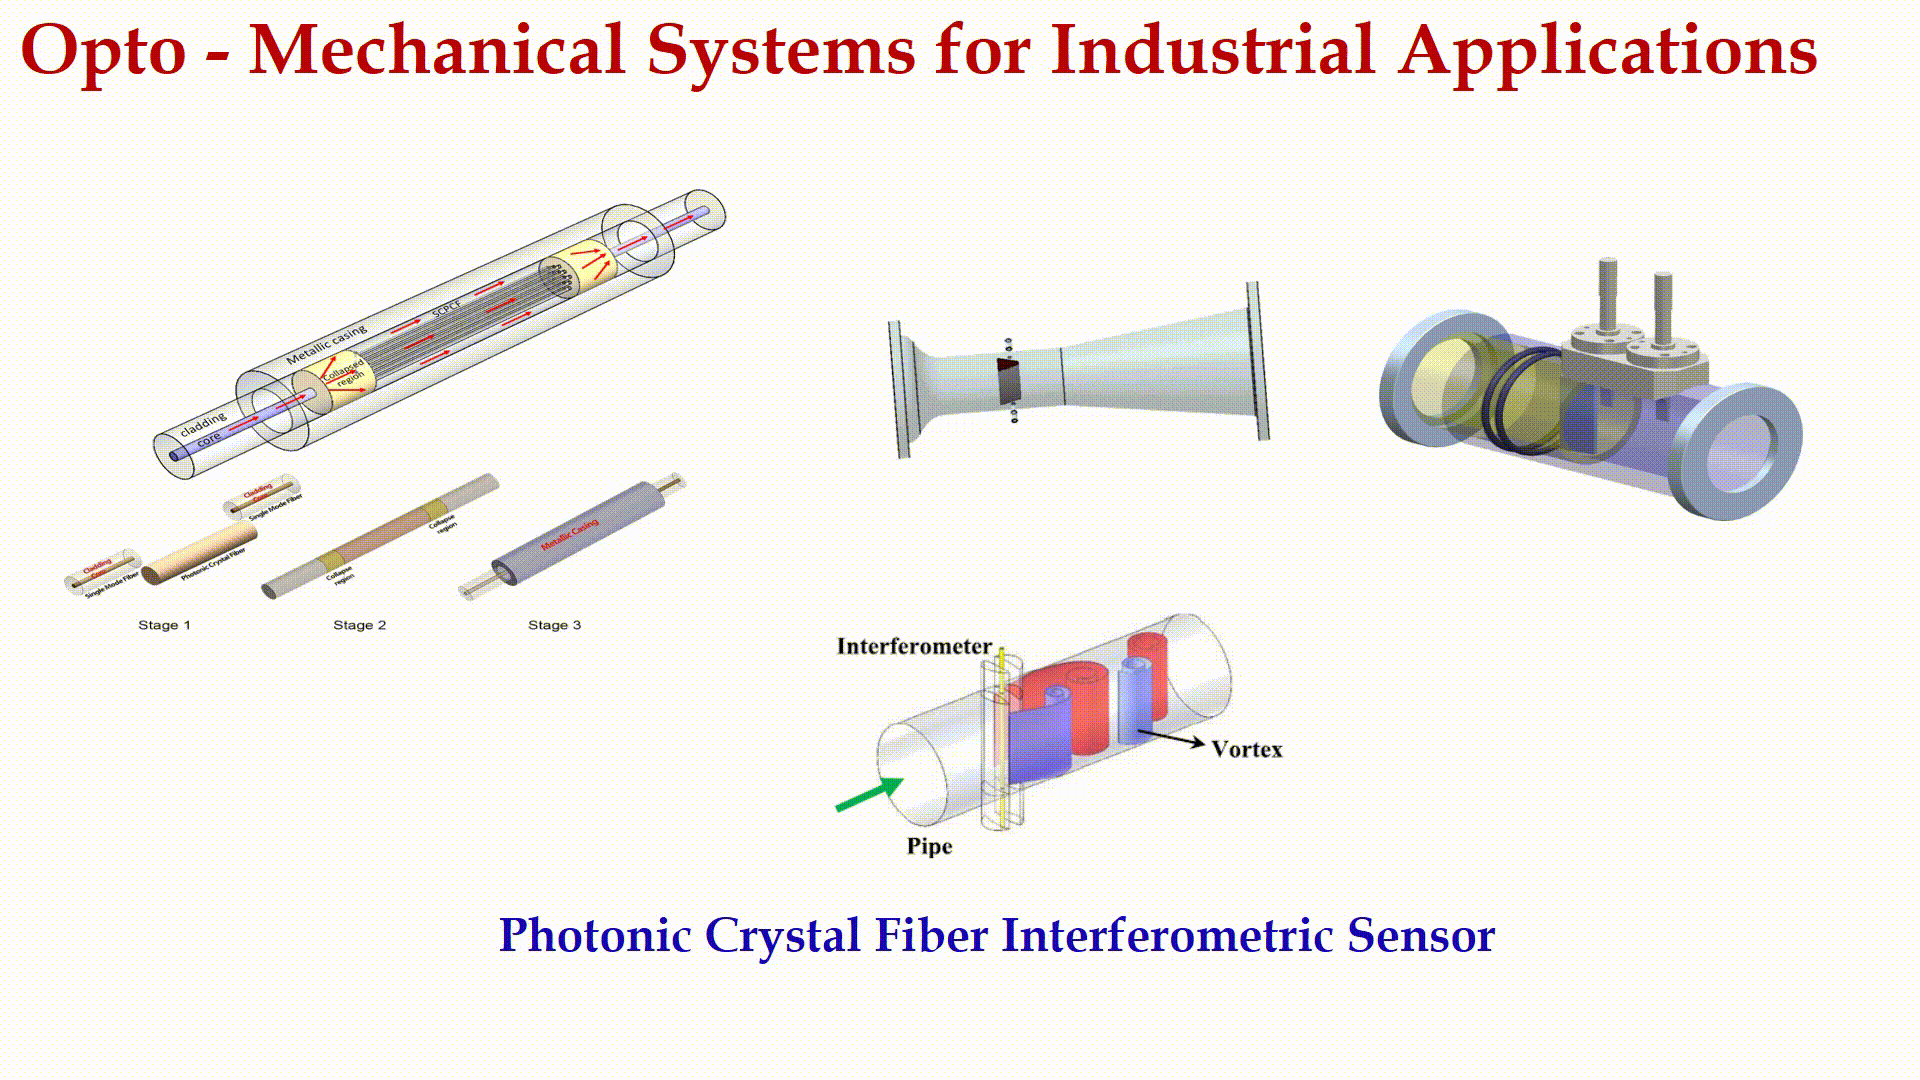 Opto - Mechanical Systems for Industrial Applications
Metallic casing
SCPCF
Collapsed
region
cladding
core
Cladding
Core
Single Mode Fiber
Cladding
Core
Single Mode Fiber
Photonic Crystal Fiber
Collapse
region
Collapse
region
Metallic Casing
Stage 1
Stage 2
Stage 3
Interferometer
Vortex
Pipe
Photonic Crystal Fiber Interferometric Sensor